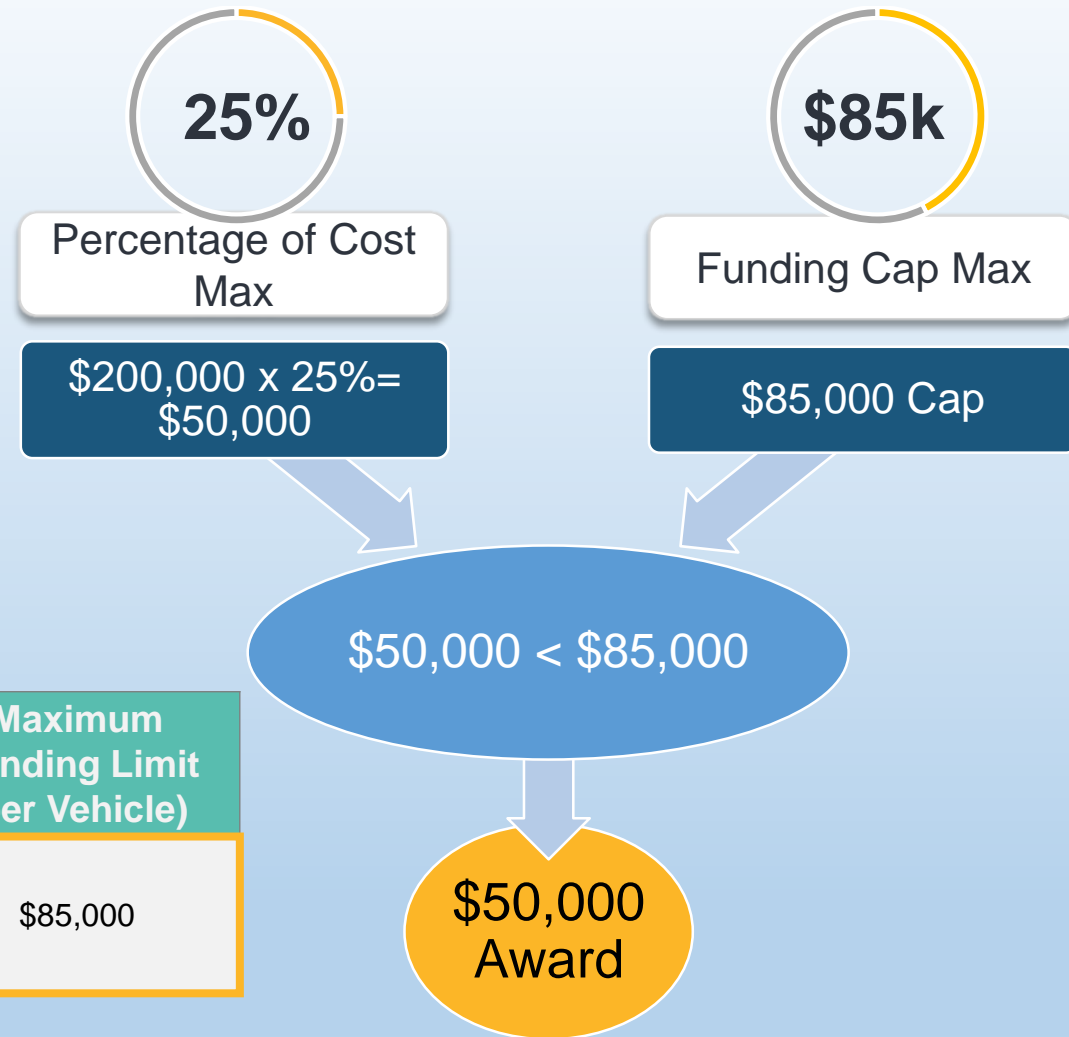 25%
$85k
Percentage of Cost
Max
Funding Cap Max
$200,000 x 25%=
$50,000
$85,000 Cap
$50,000 < $85,000
Maximum
nding Limit
er Vehicle)
$85,000
$50,000
Award